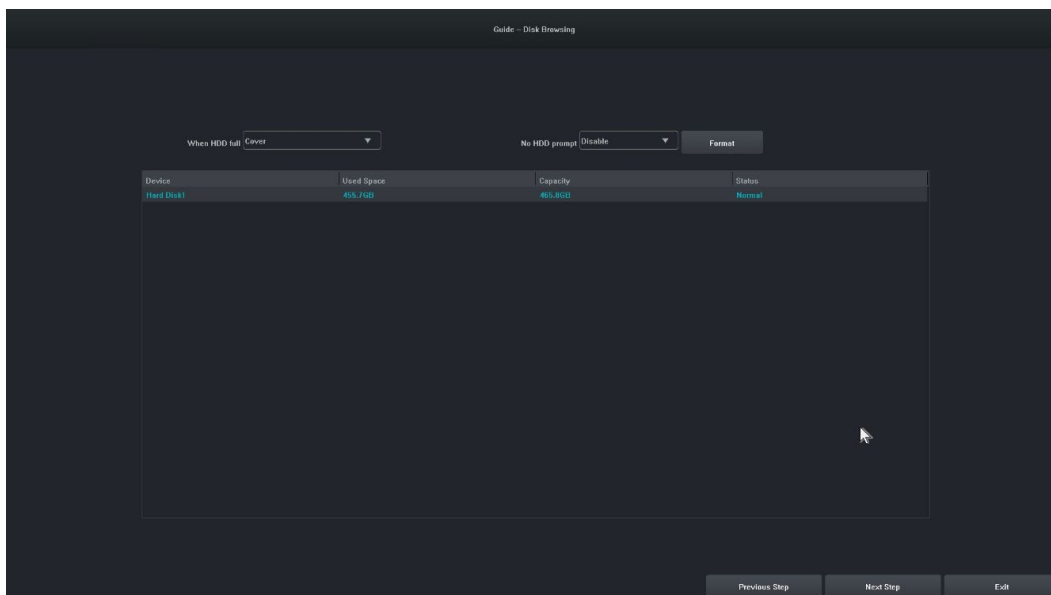 Guide – Disk Browsing
When HDD full Cover No HDD prompt Disable Format
Device Used Space Capacity Status
Hard Disk1 455.7GB 465.8GB Normal
Previous Step Next Step Exit